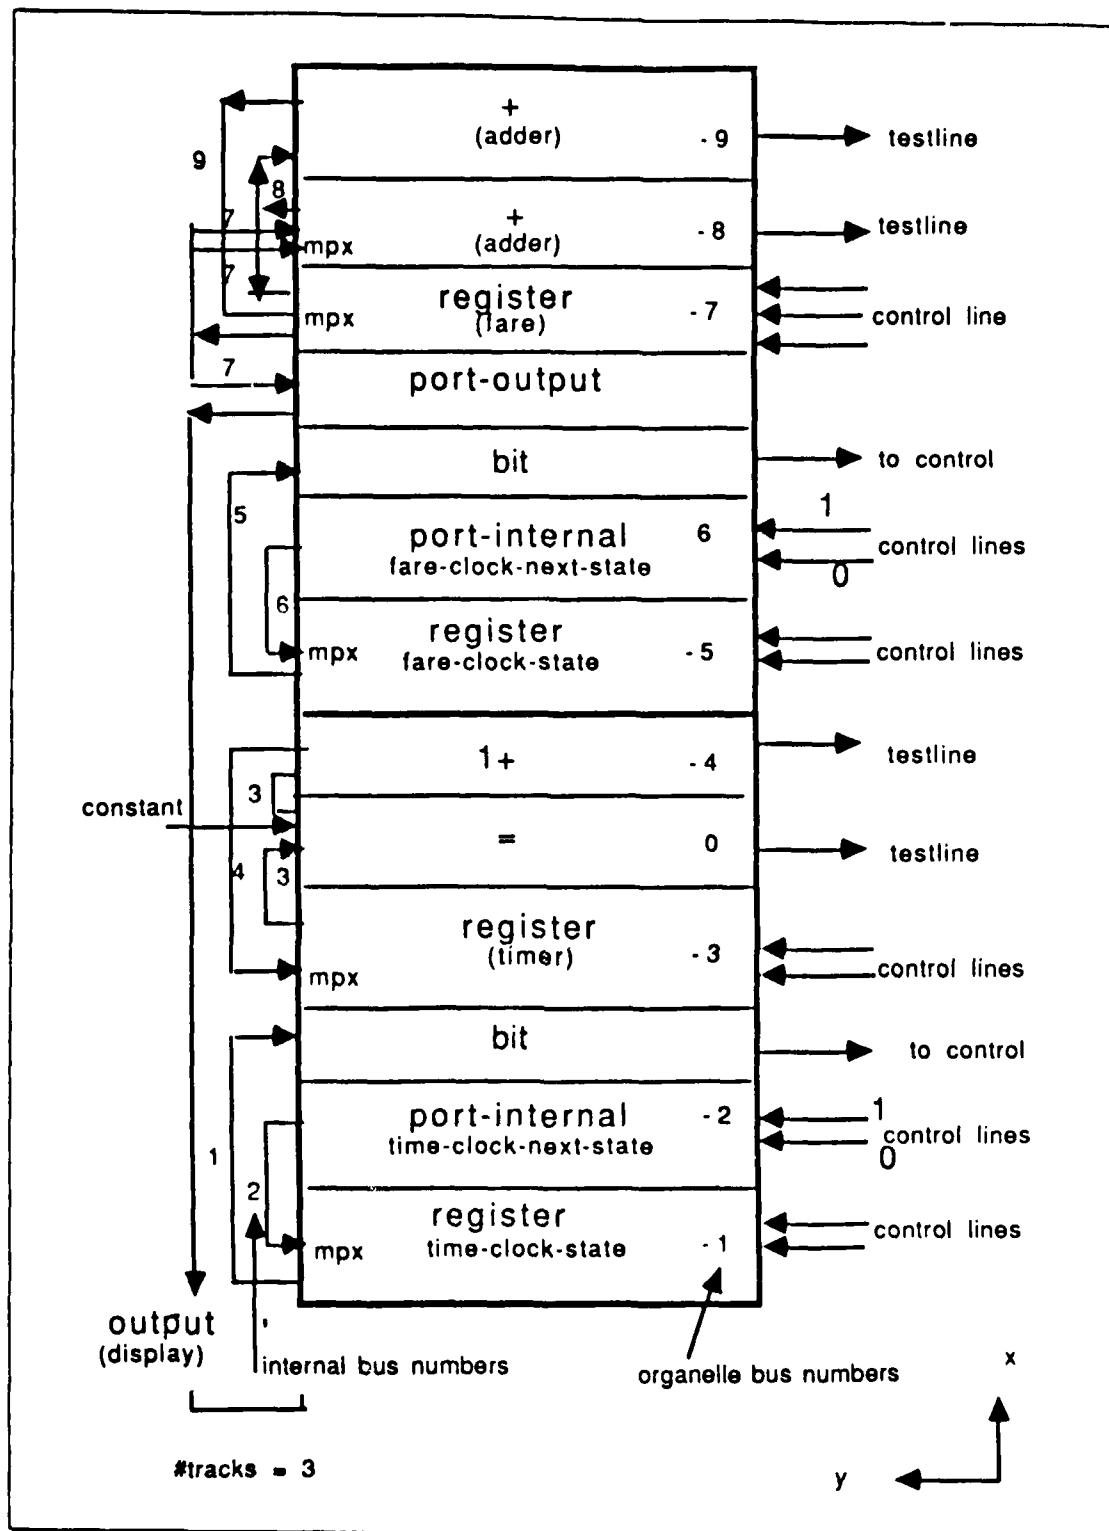 +
(adder)
- 9
testline
9
8
+
(adder)
- 8
testline
7
mpx
7
register
(fare)
- 7
mpx
control line
7
port-output
bit
to control
5
port-internal
6
fare-clock-next-state
1
control lines
0
6
register
mpx
fare-clock-state
- 5
control lines
1+
- 4
testline
3
constant
=
0
testline
4
3
register
(timer)
- 3
mpx
control lines
bit
to control
port-internal
- 2
time-clock-next-state
1
control lines
0
1
2
register
mpx
time-clock-state
- 1
control lines
output
(display)
internal bus numbers
organelle bus numbers
x
#tracks = 3
y